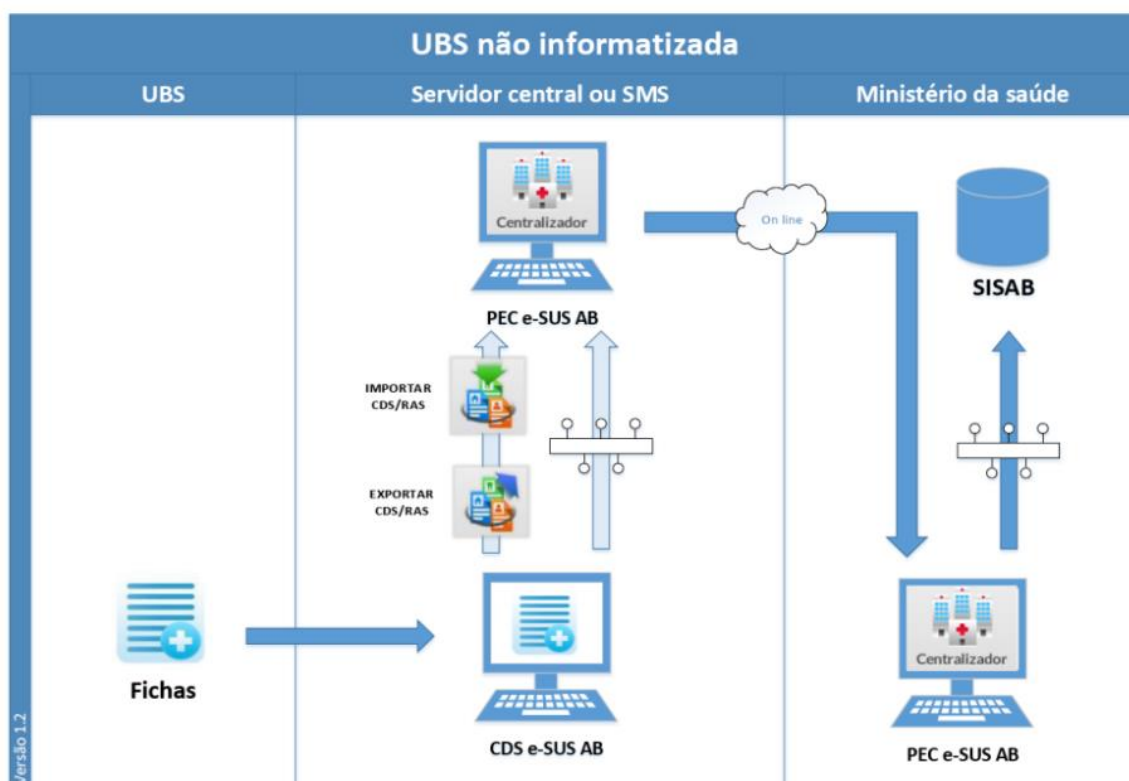 UBS não informatizada
UBS
Servidor central ou SMS
Ministério da saúde
Centralizador
PEC e-SUS AB
On line
SISAB
IMPORTAR
CDS/RAS
EXPORTAR
CDS/RAS
Fichas
CDS e-SUS AB
Centralizador
PEC e-SUS AB
Versão 1.2